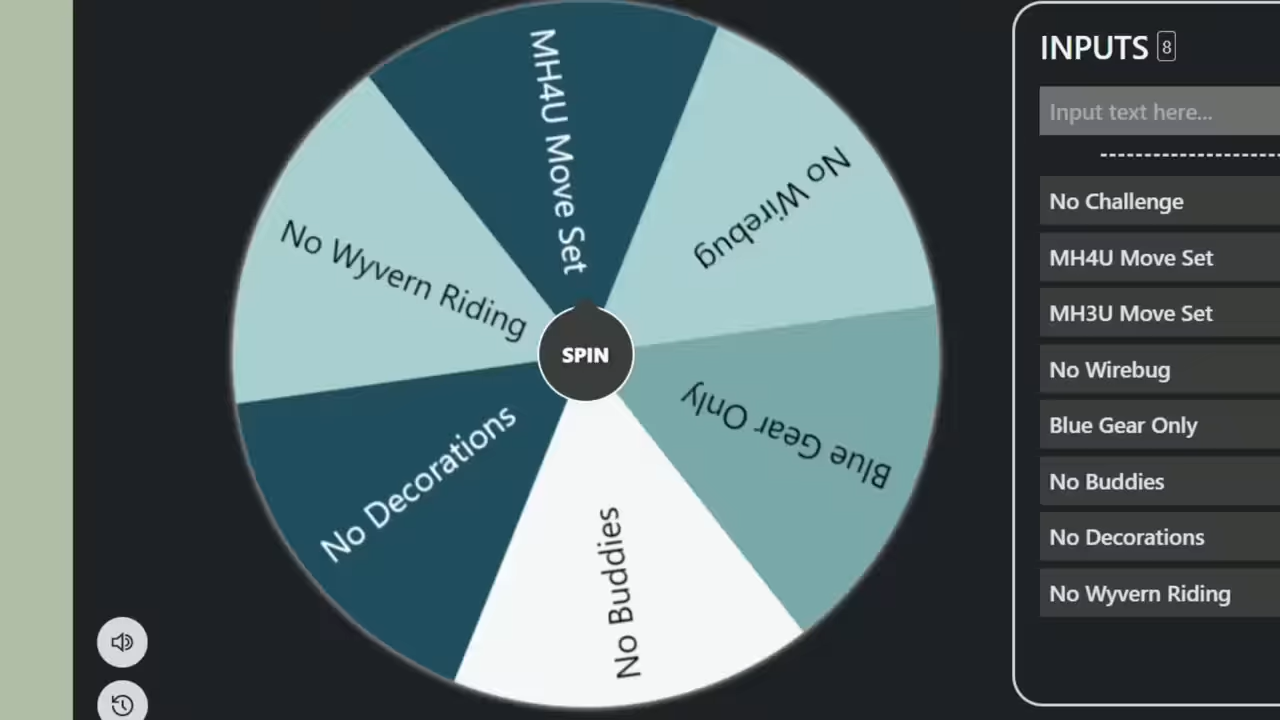 MH4U Move Set
No Wirebug
Blue Gear Only
No Buddies
No Decorations
No Wyvern Riding
SPIN
INPUTS 8
Input text here...
No Challenge
MH4U Move Set
MH3U Move Set
No Wirebug
Blue Gear Only
No Buddies
No Decorations
No Wyvern Riding